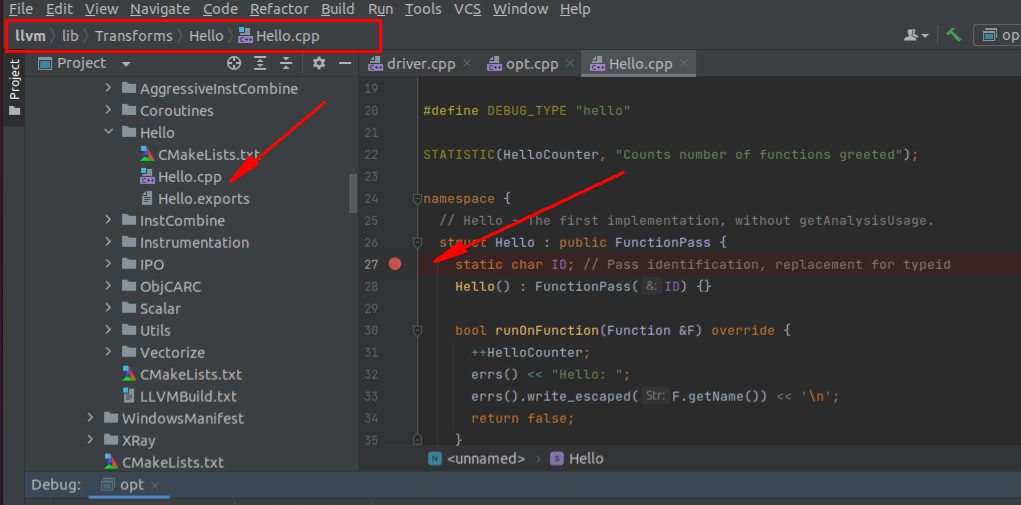 File Edit View Navigate Code Refactor Build Run Tools VCS Window Help
llvm lib Transforms Hello Hello.cpp
op
Project
Project
AggressiveInstCombine
Coroutines
Hello
CMakeLists.txt
Hello.cpp
Hello.exports
InstCombine
Instrumentation
IPO
ObjCARC
Scalar
Utils
Vectorize
CMakeLists.txt
LLVMBuild.txt
WindowsManifest
XRay
CMakeLists.txt
driver.cpp opt.cpp Hello.cpp
19
20 #define DEBUG_TYPE "hello"
21
22 STATISTIC(HelloCounter, "Counts number of functions greeted");
23
24 namespace {
25 // Hello - The first implementation, without getAnalysisUsage.
26 struct Hello : public FunctionPass {
27 static char ID; // Pass identification, replacement for typeid
28 Hello() : FunctionPass( &: ID) {}
29
30 bool runOnFunction(Function &F) override {
31 ++HelloCounter;
32 errs() << "Hello: ";
33 errs().write_escaped( Str: F.getName()) << '\n';
34 return false;
35 }
N <unnamed> S Hello
Debug: opt